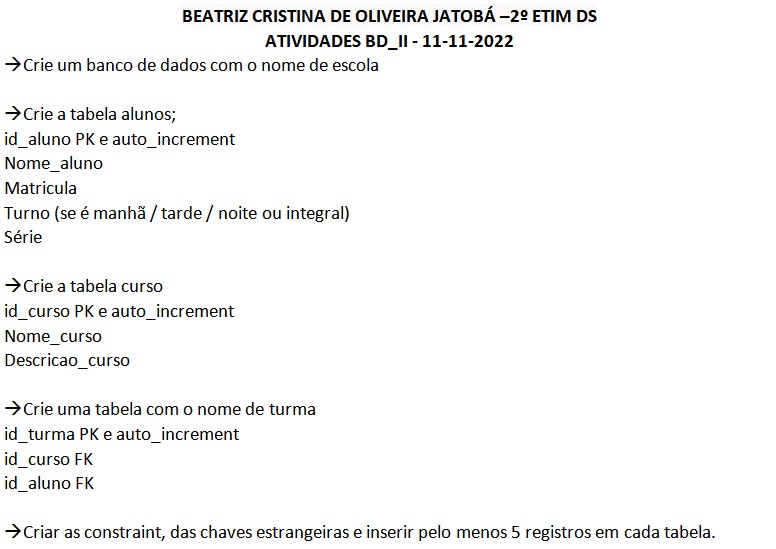 BEATRIZ CRISTINA DE OLIVEIRA JATOBÁ –2º ETIM DS
ATIVIDADES BD_II - 11-11-2022
→Crie um banco de dados com o nome de escola
→Crie a tabela alunos;
id_aluno PK e auto_increment
Nome_aluno
Matricula
Turno (se é manhã / tarde / noite ou integral)
Série
→Crie a tabela curso
id_curso PK e auto_increment
Nome_curso
Descricao_curso
→Crie uma tabela com o nome de turma
id_turma PK e auto_increment
id_curso FK
id_aluno FK
→Criar as constraint, das chaves estrangeiras e inserir pelo menos 5 registros em cada tabela.